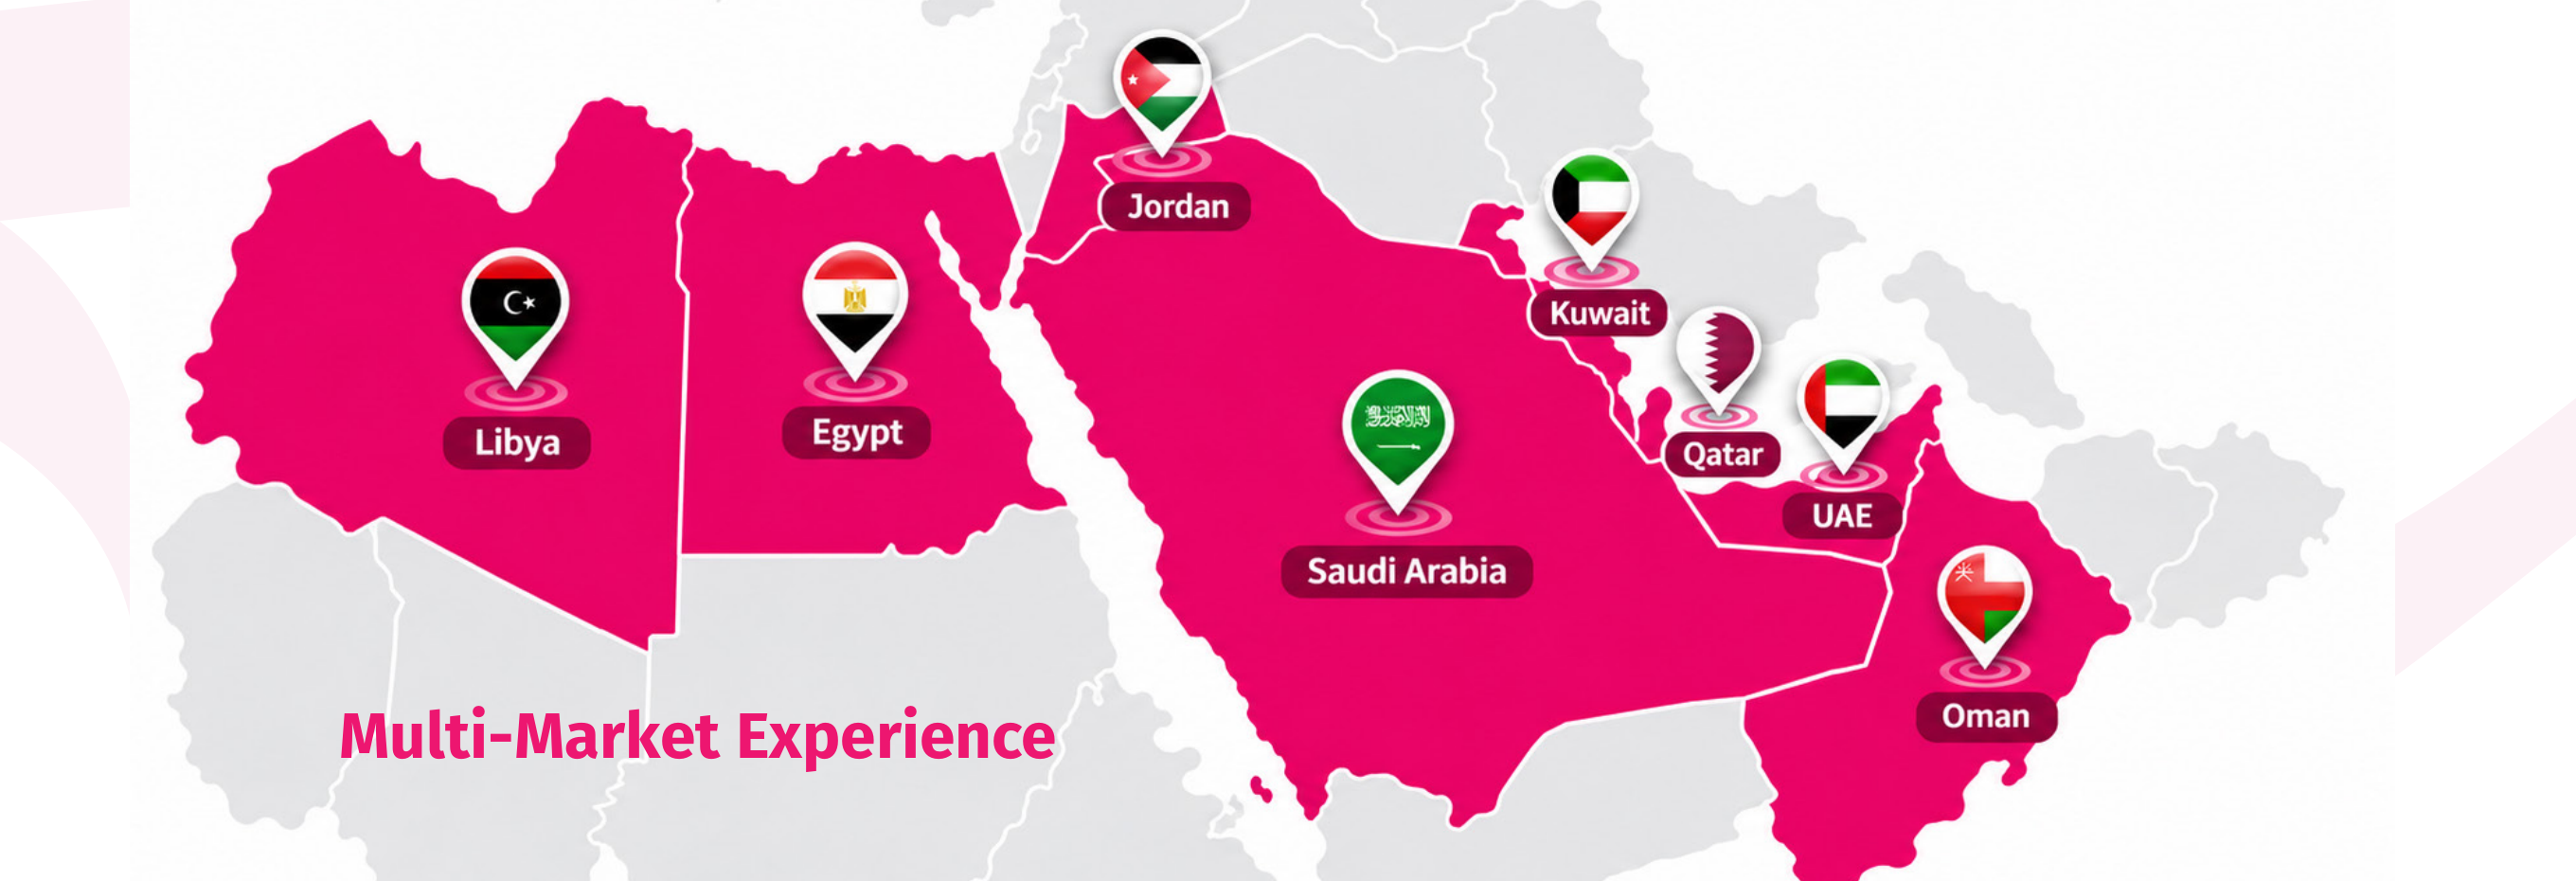 Jordan
Kuwait
Libya
Egypt
Qatar
UAE
Saudi Arabia
Oman
Multi-Market Experience